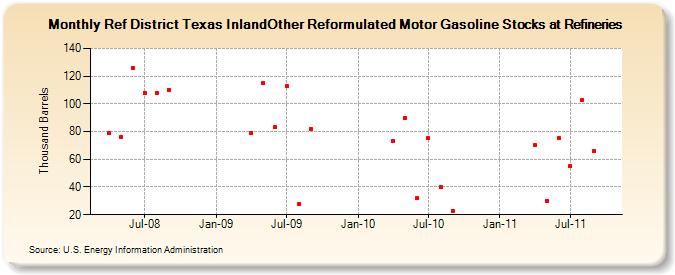 Monthly Ref District Texas InlandOther Reformulated Motor Gasoline Stocks at Refineries
Thousand Barrels
140
120
100
80
60
40
20
Jul-08
Jan-09
Jul-09
Jan-10
Jul-10
Jan-11
Jul-11
Source: U.S. Energy Information Administration